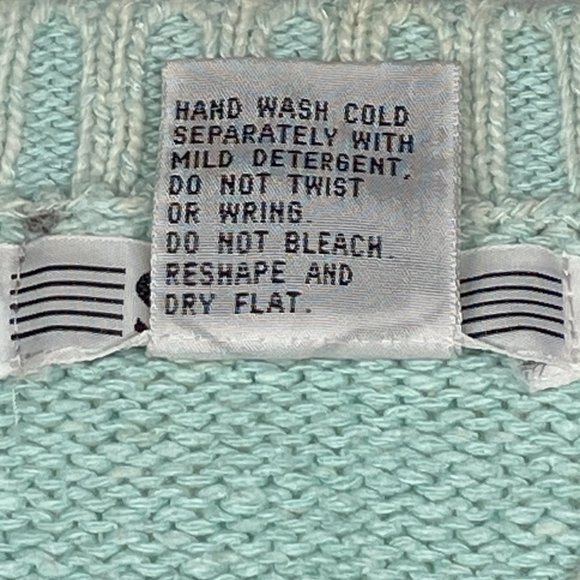 HAND WASH COLD
SEPARATELY WITH
MILD DETERGENT.
DO NOT TWIST
OR WRING.
DO NOT BLEACH.
RESHAPE AND
DRY FLAT.